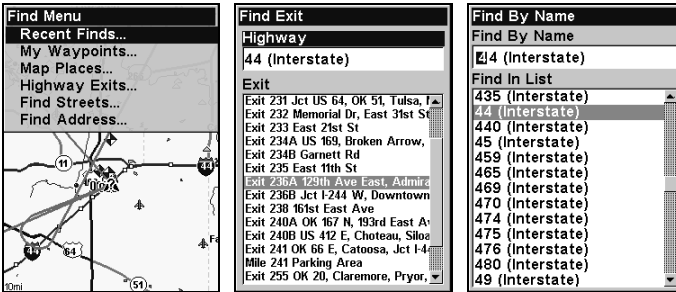 Find Menu
Recent Finds...
My Waypoints...
Map Places...
Highway Exits...
Find Streets...
Find Address...
11
44
44
64
51
10mi
Find Exit
Highway
44 (Interstate)
Exit
Exit 231 Jct US 64, OK 51, Tulsa,
Exit 232 Memorial Dr, East 31st St
Exit 233 East 21st St
Exit 234A US 169, Broken Arrow,
Exit 234B Garnett Rd
Exit 235 East 11th St
Exit 236A 129th Ave East, Admira
Exit 236B Jct I-244 W, Downtown
Exit 238 161st East Ave
Exit 240A OK 167 N, 193rd East Av
Exit 240B US 412 E, Choteau, Siloa
Exit 241 OK 66 E, Catoosa, Jct I-4
Mile 241 Parking Area
Exit 255 OK 20, Claremore, Pryor,
Find By Name
Find By Name
44 (Interstate)
Find In List
435 (Interstate)
44 (Interstate)
440 (Interstate)
45 (Interstate)
459 (Interstate)
465 (Interstate)
469 (Interstate)
470 (Interstate)
474 (Interstate)
475 (Interstate)
476 (Interstate)
480 (Interstate)
49 (Interstate)